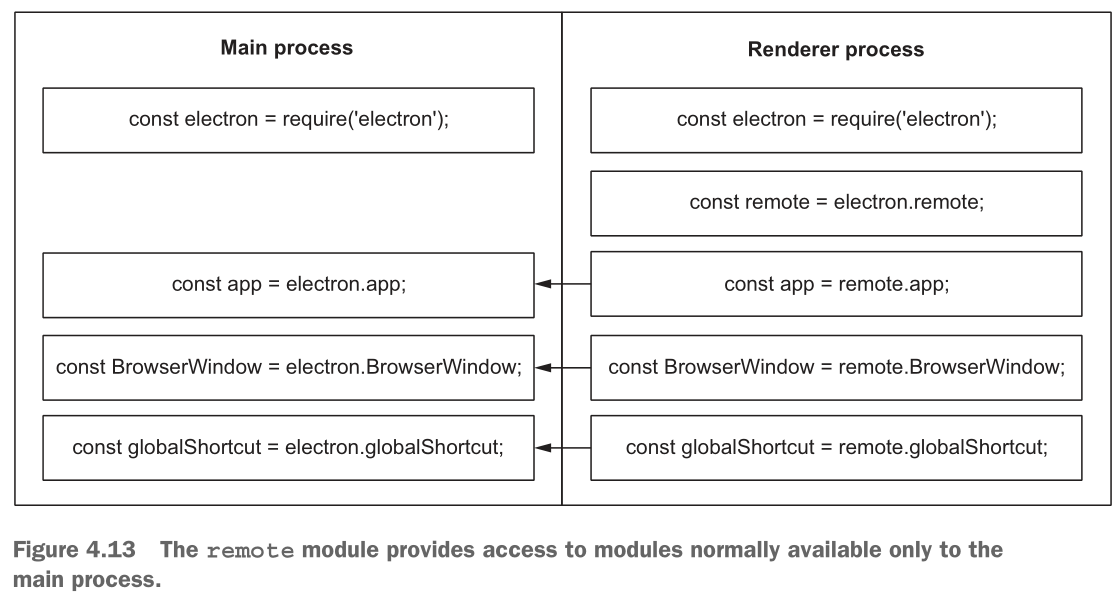 Main process
Renderer process
const electron = require('electron');
const electron = require('electron');
const remote = electron.remote;
const app = electron.app;
const app = remote.app;
const BrowserWindow = electron.BrowserWindow;
const BrowserWindow = remote.BrowserWindow;
const globalShortcut = electron.globalShortcut;
const globalShortcut = remote.globalShortcut;
Figure 4.13 The remote module provides access to modules normally available only to the
main process.